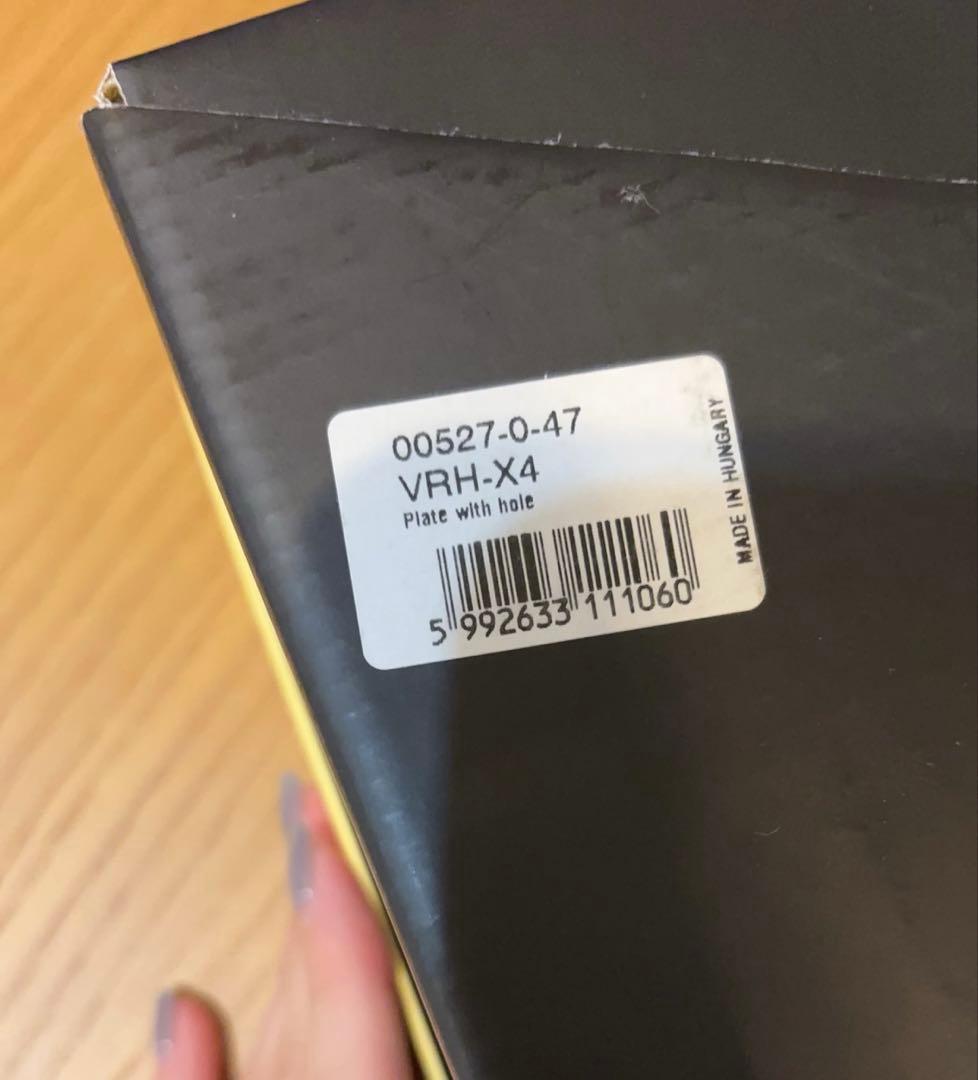 00527-0-47
VRH-X4
Plate with hole
5 992633 111060
MADE IN HUNGARY